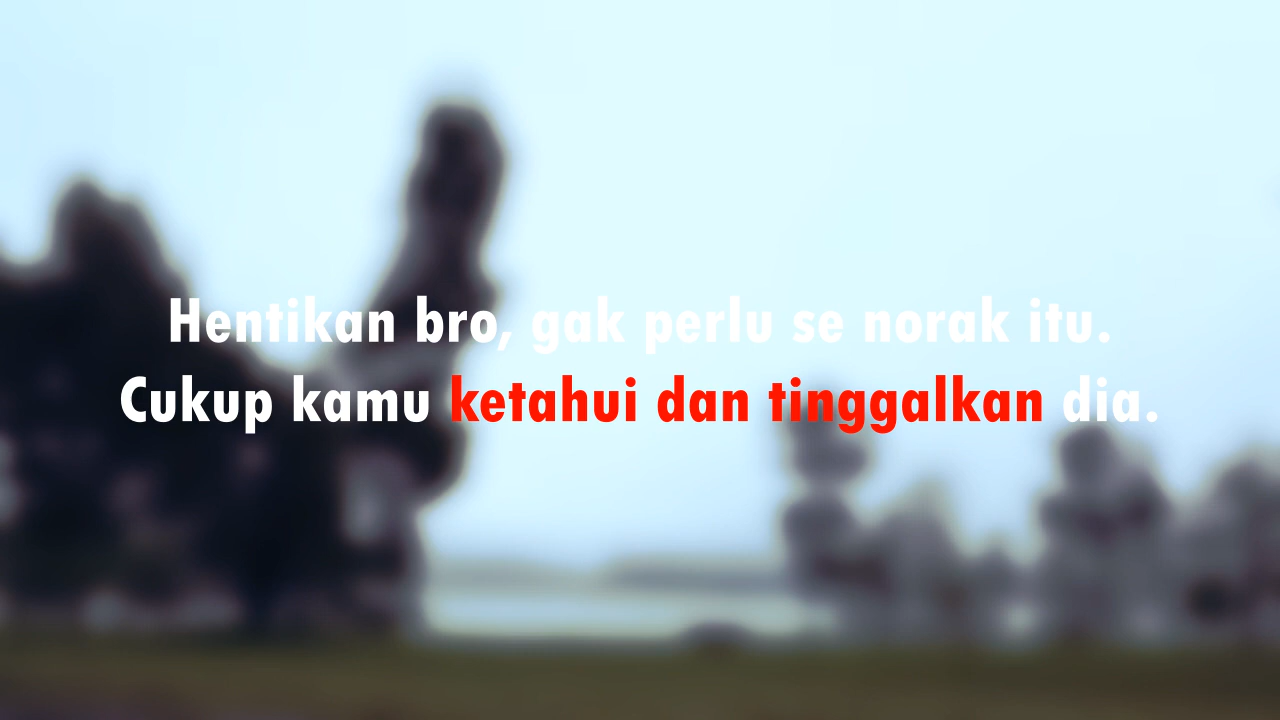 Hentikan bro, gak perlu se norak itu.
Cukup kamu ketahui dan tinggalkan dia.